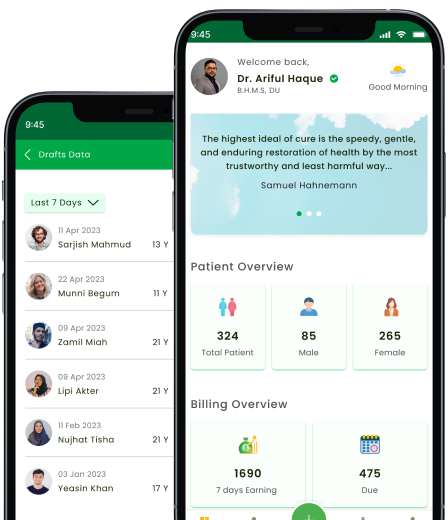 9:45
Drafts Data
Last 7 Days
11 Apr 2023
Sarjish Mahmud
13 Y
22 Apr 2023
Munni Begum
11 Y
09 Apr 2023
Zamil Miah
21 Y
09 Apr 2023
Lipi Akter
21 Y
11 Feb 2023
Nujhat Tisha
21 Y
03 Jan 2023
Yeasin Khan
17 Y
9:45
Welcome back,
Dr. Ariful Haque
B.H.M.S, DU
Good Morning
The highest ideal of cure is the speedy, gentle,
and enduring restoration of health by the most
trustworthy and least harmful way...
Samuel Hahnemann
Patient Overview
324
Total Patient
85
Male
265
Female
Billing Overview
1690
7 days Earning
475
Due